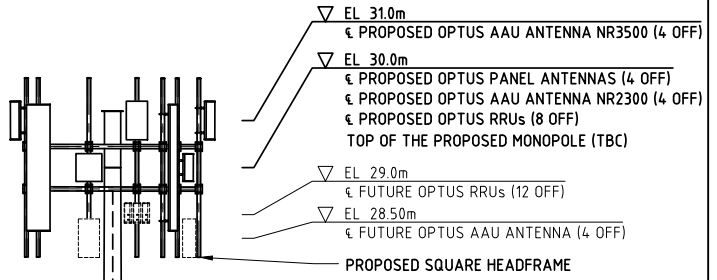 EL 31.0m
℄ PROPOSED OPTUS AAU ANTENNA NR3500 (4 OFF)
EL 30.0m
℄ PROPOSED OPTUS PANEL ANTENNAS (4 OFF)
℄ PROPOSED OPTUS AAU ANTENNA NR2300 (4 OFF)
℄ PROPOSED OPTUS RRUs (8 OFF)
TOP OF THE PROPOSED MONOPOLE (TBC)
EL 29.0m
℄ FUTURE OPTUS RRUs (12 OFF)
EL 28.50m
℄ FUTURE OPTUS AAU ANTENNA (4 OFF)
PROPOSED SQUARE HEADFRAME